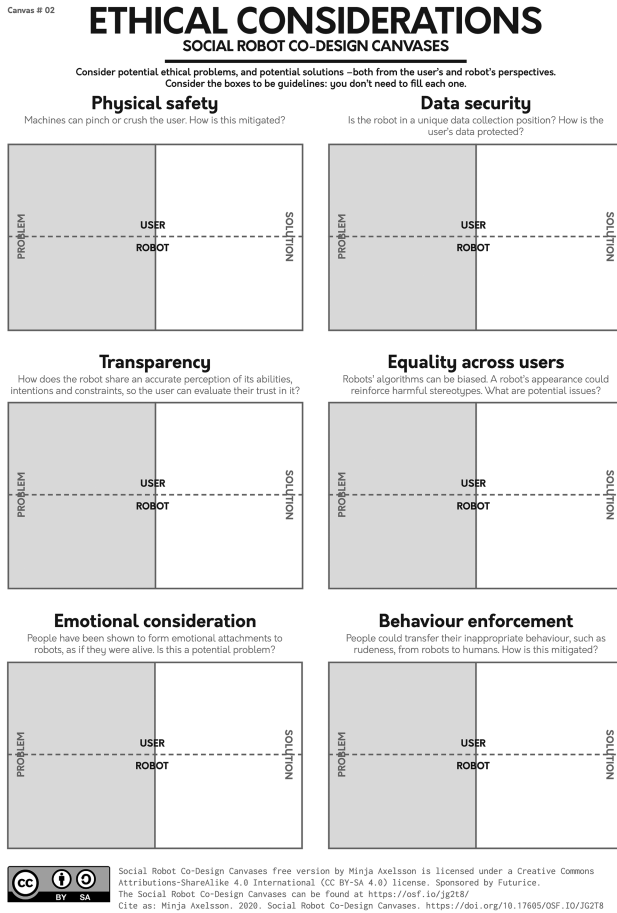 Canvas # 02
ETHICAL CONSIDERATIONS
SOCIAL ROBOT CO-DESIGN CANVASES
Consider potential ethical problems, and potential solutions –both from the user's and robot's perspectives.
Consider the boxes to be guidelines: you don't need to fill each one.
Physical safety
Machines can pinch or crush the user. How is this mitigated?
PROBLEM
USER
ROBOT
SOLUTION
Data security
Is the robot in a unique data collection position? How is the
user's data protected?
PROBLEM
USER
ROBOT
SOLUTION
Transparency
How does the robot share an accurate perception of its abilities,
intentions and constraints, so the user can evaluate their trust in it?
PROBLEM
USER
ROBOT
SOLUTION
Equality across users
Robots' algorithms can be biased. A robot's appearance could
reinforce harmful stereotypes. What are potential issues?
PROBLEM
USER
ROBOT
SOLUTION
Emotional consideration
People have been shown to form emotional attachments to
robots, as if they were alive. Is this a potential problem?
PROBLEM
USER
ROBOT
SOLUTION
Behaviour enforcement
People could transfer their inappropriate behaviour, such as
rudeness, from robots to humans. How is this mitigated?
PROBLEM
USER
ROBOT
SOLUTION
cc
BY SA
Social Robot Co-Design Canvases free version by Minja Axelsson is licensed under a Creative Commons
Attributions-ShareAlike 4.0 International (CC BY-SA 4.0) license. Sponsored by Futurice.
The Social Robot Co-Design Canvases can be found at https://osf.io/jg2t8/
Cite as: Minja Axelsson. 2020. Social Robot Co-Design Canvases. https://doi.org/10.17605/OSF.IO/JG2T8